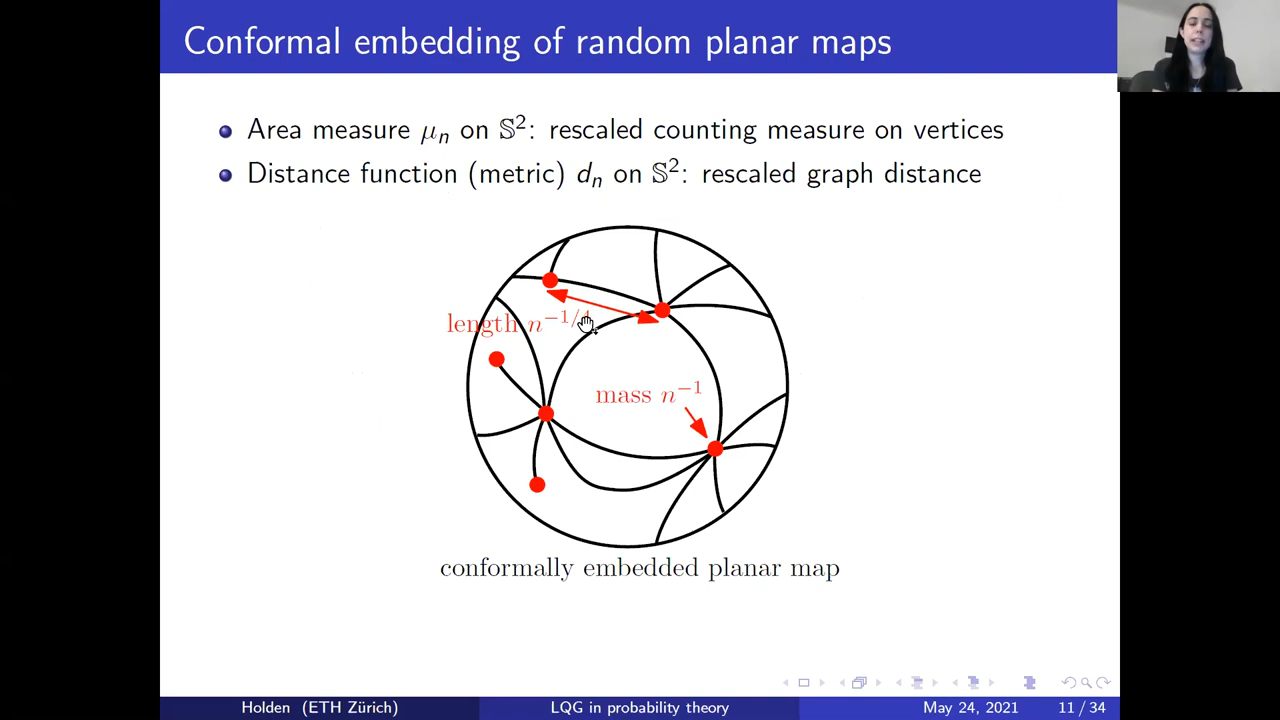 Conformal embedding of random planar maps
Area measure μₙ on 𝕊²: rescaled counting measure on vertices
Distance function (metric) dₙ on 𝕊²: rescaled graph distance
length n⁻¹/⁴
mass n⁻¹
conformally embedded planar map
Holden (ETH Zürich) LQG in probability theory May 24, 2021 11 / 34